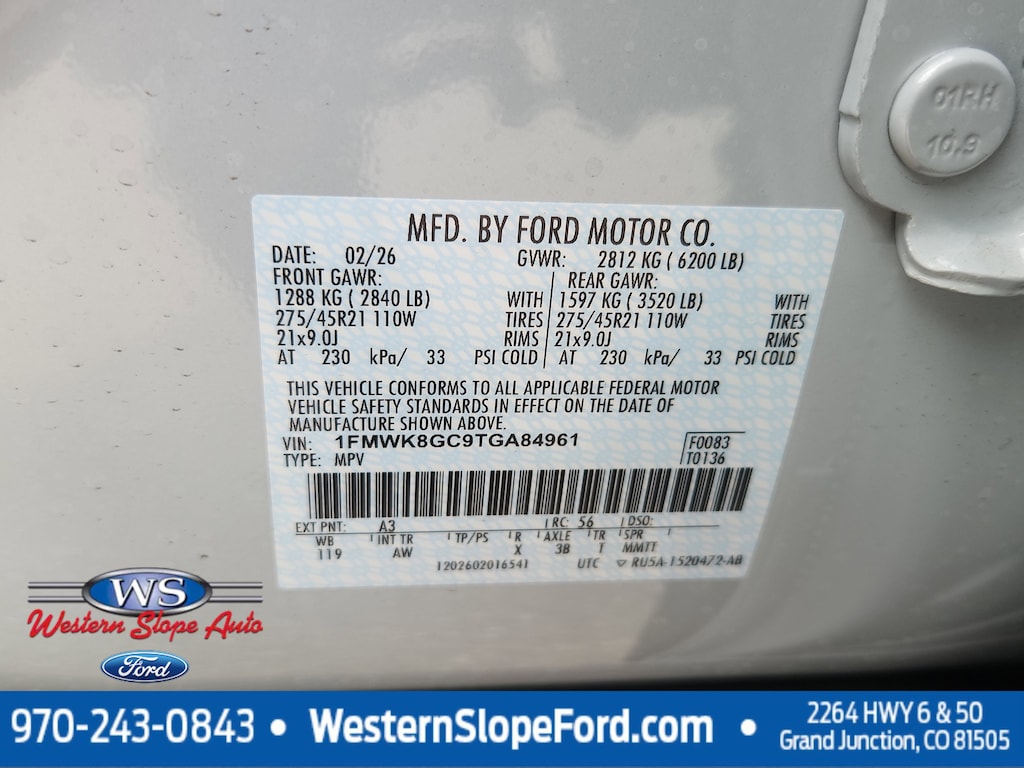 01RH
10.9
MFD. BY FORD MOTOR CO.
DATE: 02/26 GVWR: 2812 KG ( 6200 LB)
FRONT GAWR: REAR GAWR:
1288 KG ( 2840 LB) WITH 1597 KG ( 3520 LB) WITH
275/45R21 110W TIRES 275/45R21 110W TIRES
21x9.0J RIMS 21x9.0J RIMS
AT 230 kPa/ 33 PSI COLD AT 230 kPa/ 33 PSI COLD
THIS VEHICLE CONFORMS TO ALL APPLICABLE FEDERAL MOTOR
VEHICLE SAFETY STANDARDS IN EFFECT ON THE DATE OF
MANUFACTURE SHOWN ABOVE.
VIN: 1FMWK8GC9TGA84961 F0083
TYPE: MPV T0136
EXT PNT: A3 RC: 56 DSO:
WB INT TR TP/PS R AXLE TR SPR
119 AW X 3B T MMTT
1202602016541 UTC ▽ RU5A-1520472-AB
WS
Western Slope Auto
Ford
970-243-0843 • WesternSlopeFord.com • 2264 HWY 6 & 50
Grand Junction, CO 81505